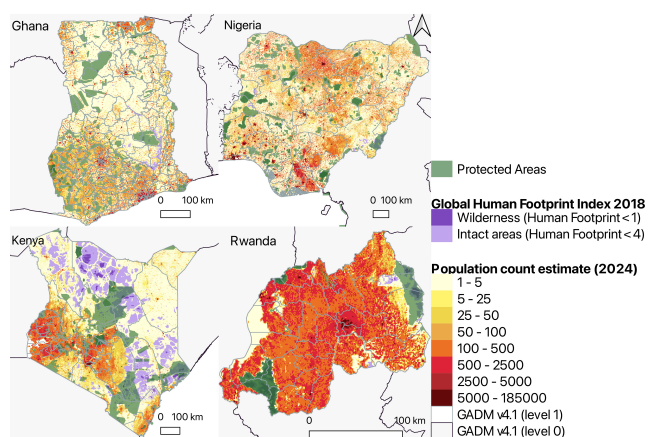 Ghana
Nigeria
0 100 km
0 100 km
Kenya
Rwanda
0 100 km
0 100 km
Protected Areas
Global Human Footprint Index 2018
Wilderness (Human Footprint<1)
Intact areas (Human Footprint<4)
Population count estimate (2024)
1 - 5
5 - 25
25 - 50
50 - 100
100 - 500
500 - 2500
2500 - 5000
5000 - 185000
GADM v4.1 (level 1)
GADM v4.1 (level 0)